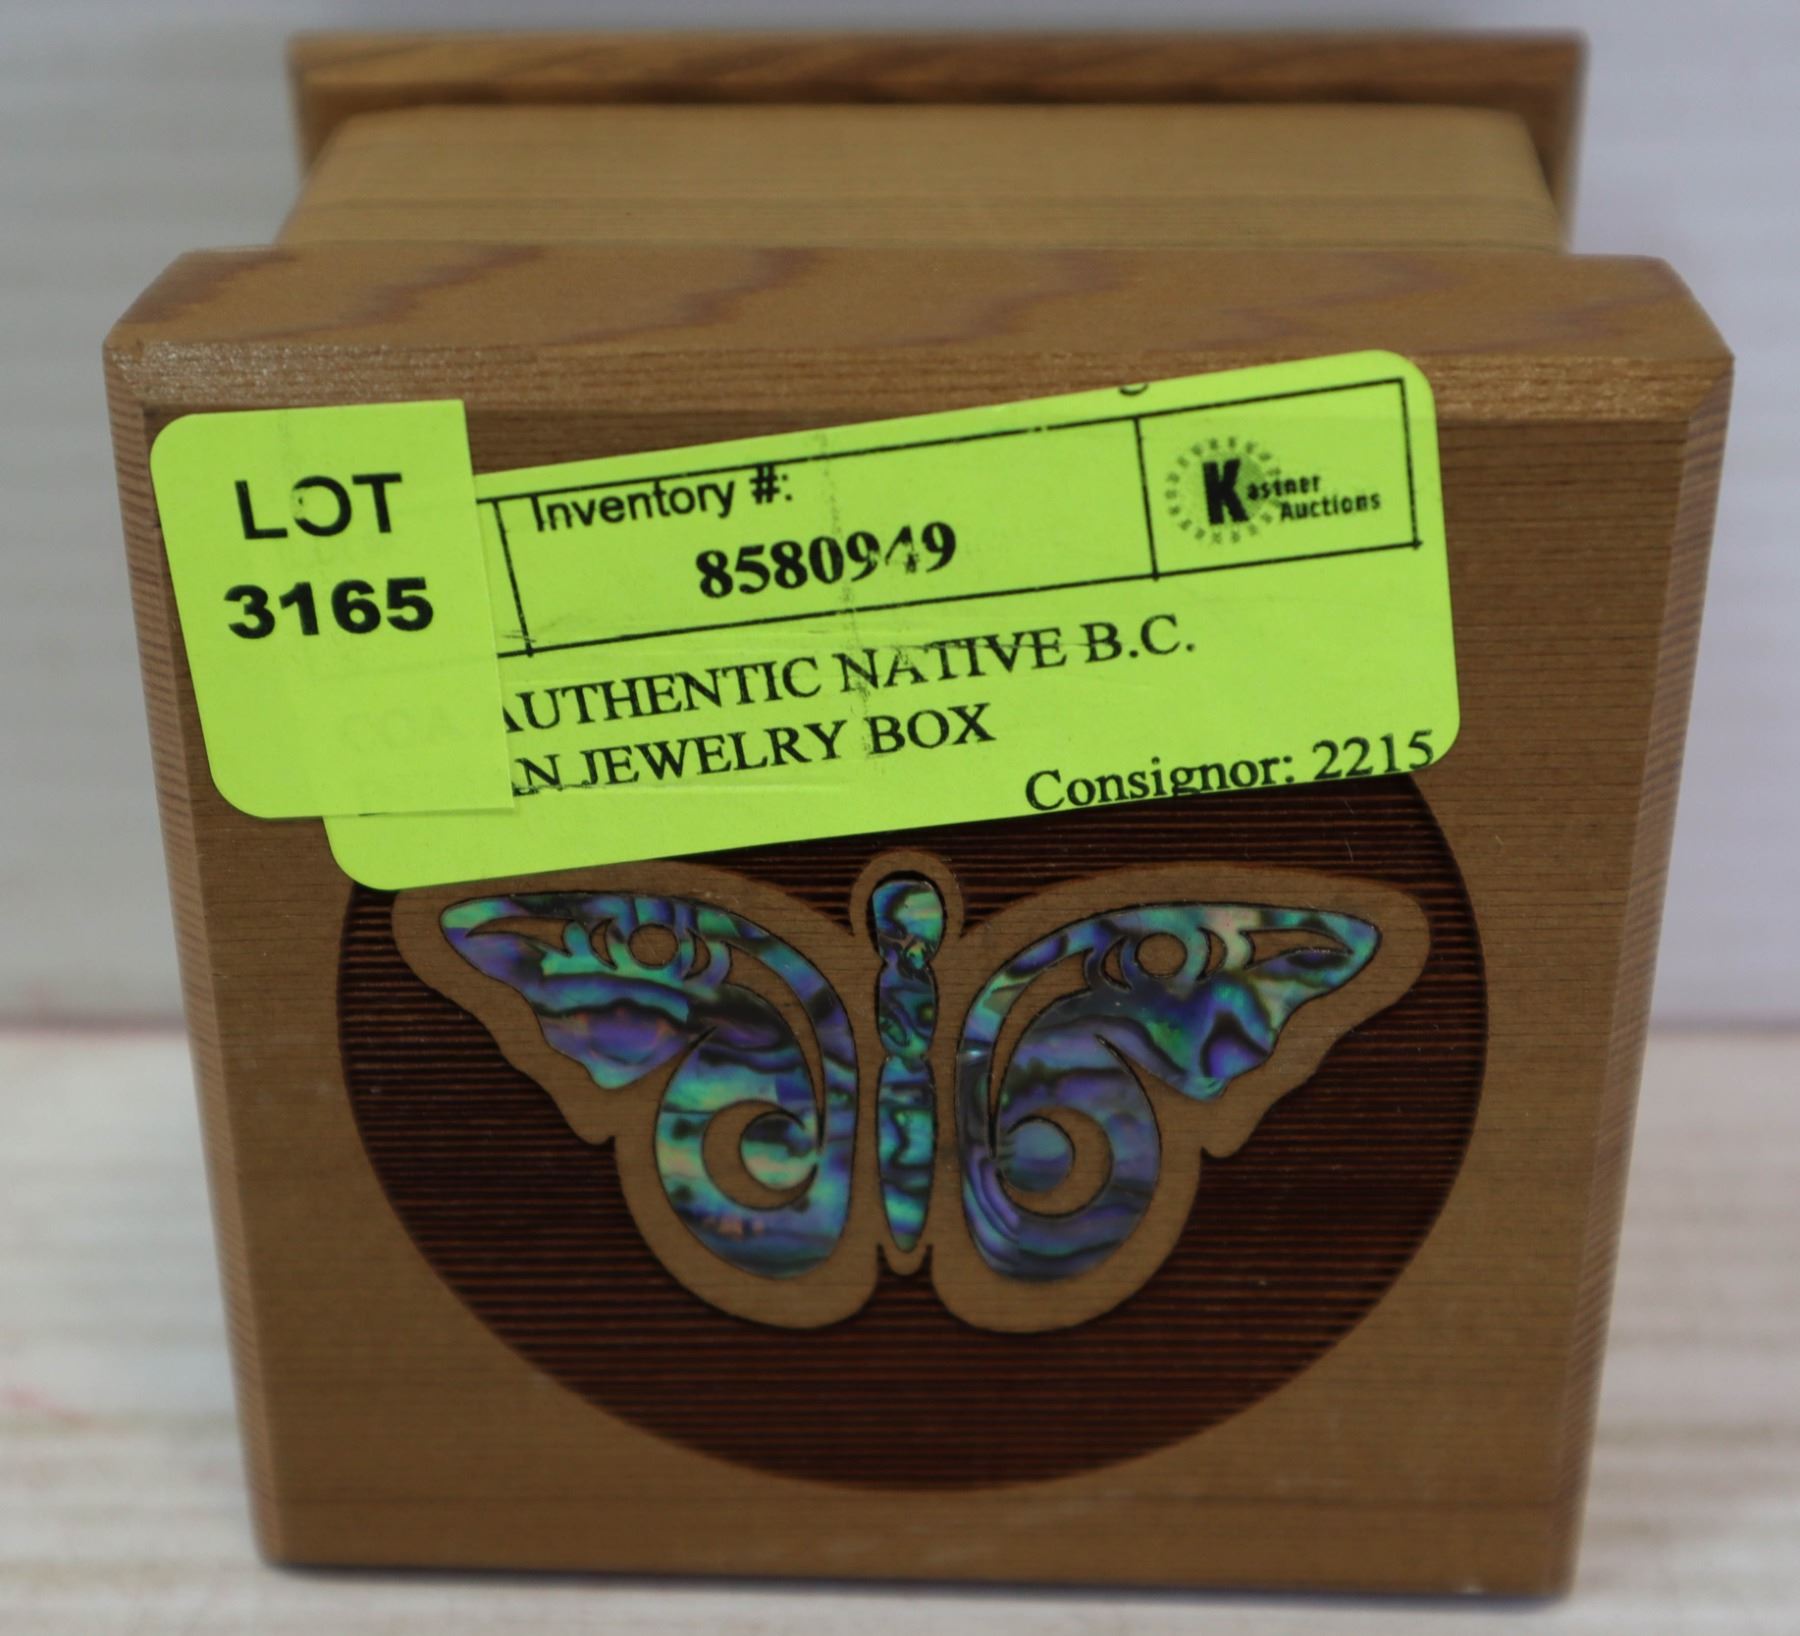 LOT
3165
Inventory #:
8580949
Kastner
Auctions
AUTHENTIC NATIVE B.C.
JEWELRY BOX
Consignor: 2215